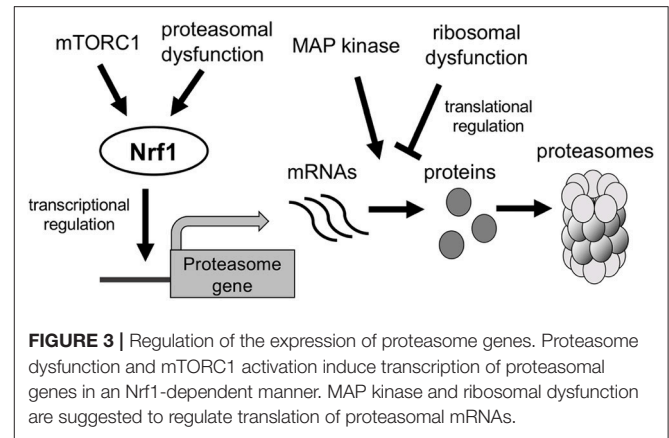 mTORC1
proteasomal
dysfunction
MAP kinase
ribosomal
dysfunction
translational
regulation
Nrf1
mRNAs
proteins
proteasomes
transcriptional
regulation
Proteasome
gene
FIGURE 3 | Regulation of the expression of proteasome genes. Proteasome
dysfunction and mTORC1 activation induce transcription of proteasomal
genes in an Nrf1-dependent manner. MAP kinase and ribosomal dysfunction
are suggested to regulate translation of proteasomal mRNAs.